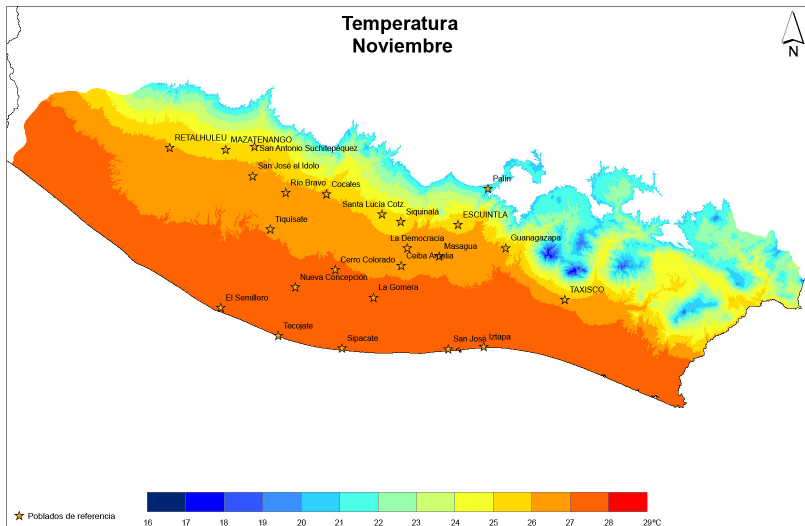 Temperatura
Noviembre
N
RETALHULEU
MAZATENANGO
San Antonio Suchitepéquez
San José el Idolo
Río Bravo
Cocales
Palín
Santa Lucía Cotz.
Siquinalá
ESCUINTLA
Tiquisate
La Democracia
Masagua
Guanagazapa
Cerro Colorado
Ceiba Amelia
Nueva Concepción
La Gomera
TAXISCO
El Semillero
Tecojate
Sipacate
San José
Iztapa
Poblados de referencia
16 17 18 19 20 21 22 23 24 25 26 27 28 29ºC